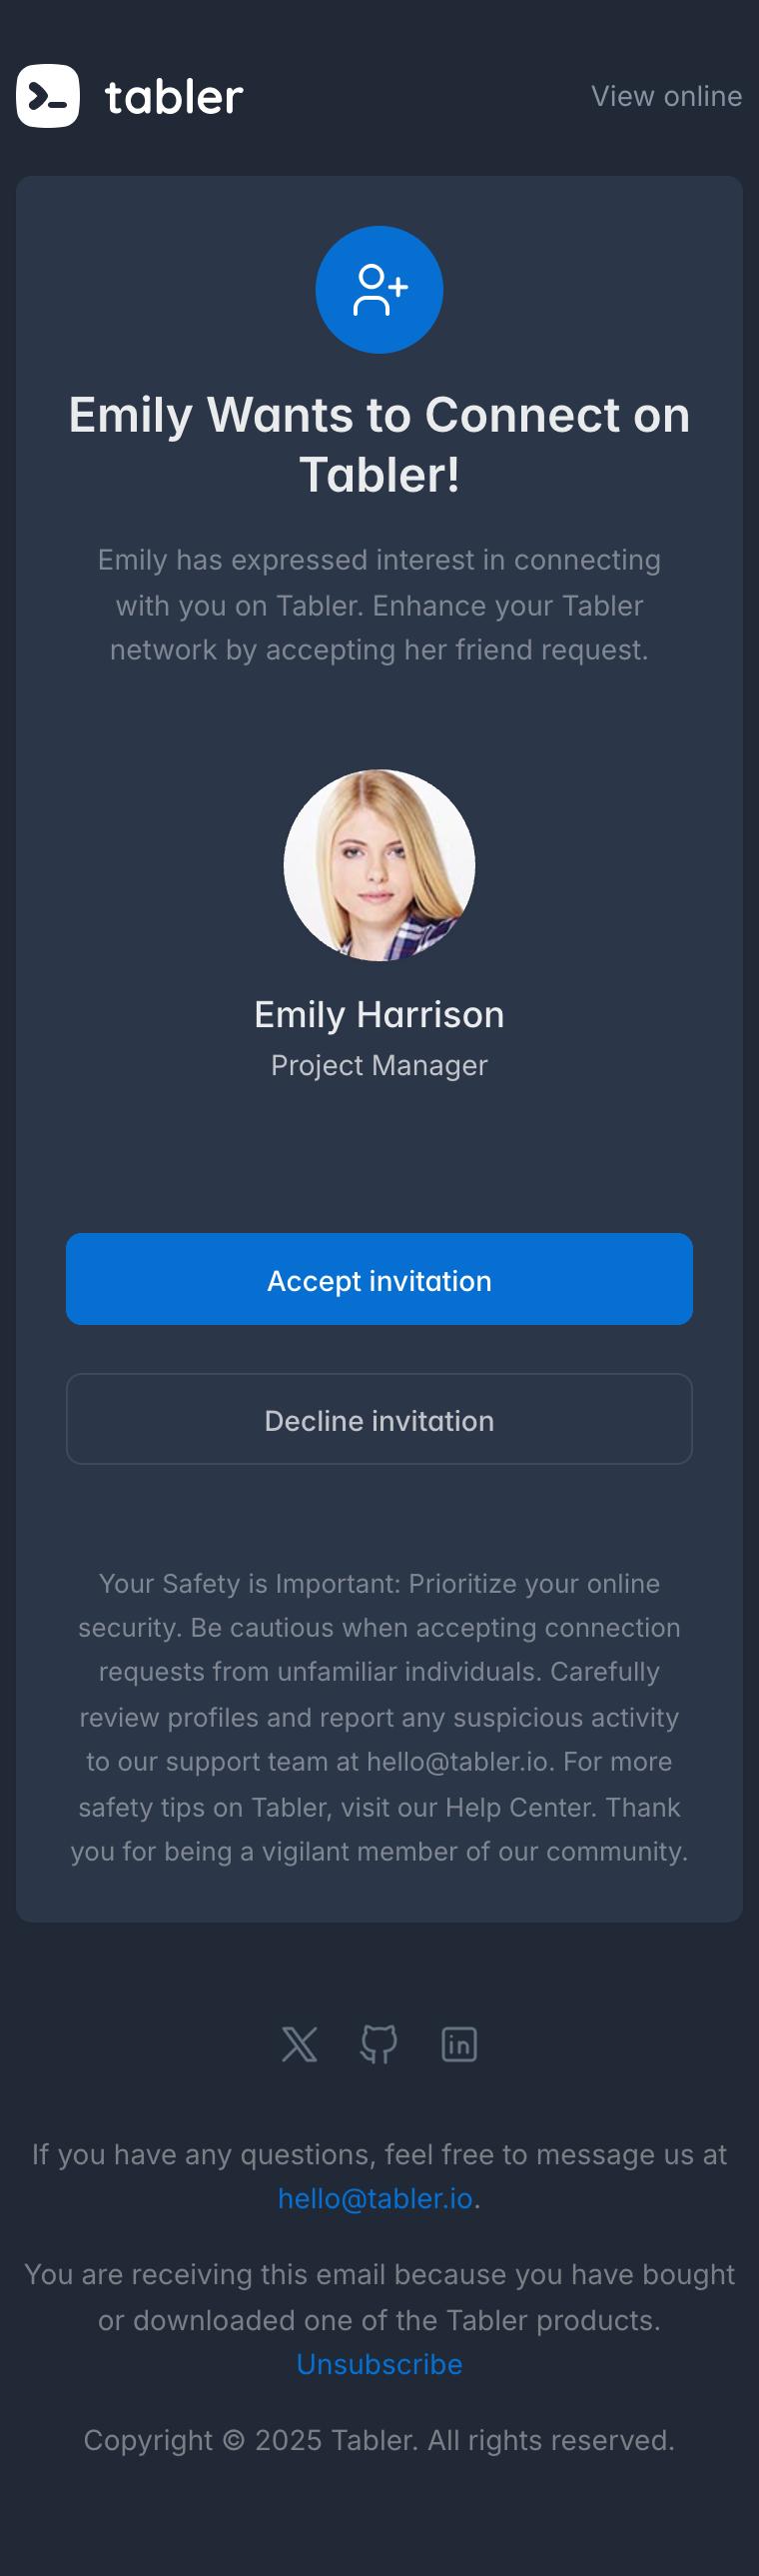 tabler
View online
Emily Wants to Connect on
Tabler!
Emily has expressed interest in connecting
with you on Tabler. Enhance your Tabler
network by accepting her friend request.
Emily Harrison
Project Manager
Accept invitation
Decline invitation
Your Safety is Important: Prioritize your online
security. Be cautious when accepting connection
requests from unfamiliar individuals. Carefully
review profiles and report any suspicious activity
to our support team at hello@tabler.io. For more
safety tips on Tabler, visit our Help Center. Thank
you for being a vigilant member of our community.
If you have any questions, feel free to message us at
hello@tabler.io.
You are receiving this email because you have bought
or downloaded one of the Tabler products.
Unsubscribe
Copyright © 2025 Tabler. All rights reserved.